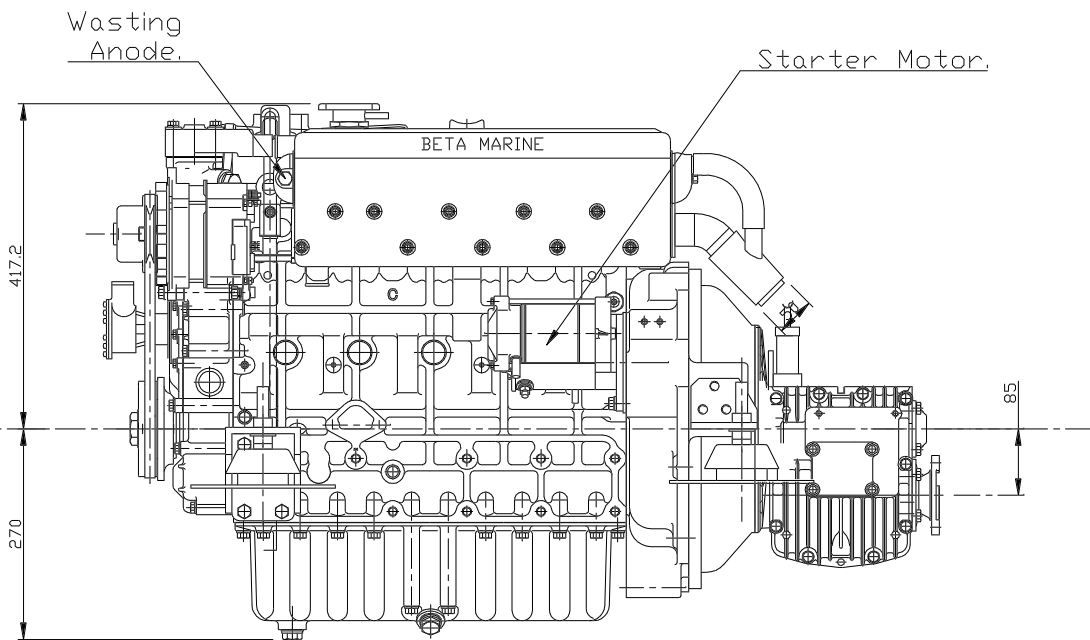 Wasting
Anode.
Starter Motor.
BETA MARINE
417.2
C
85
270